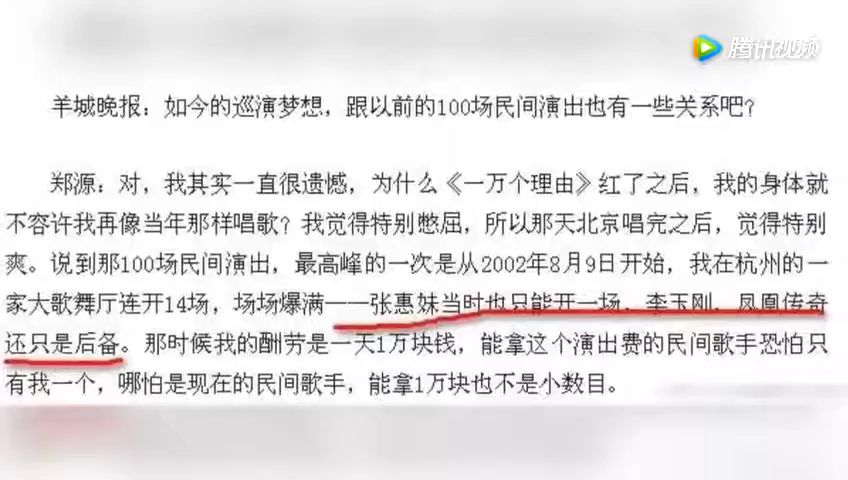 腾讯视频
羊城晚报：如今的巡演梦想，跟以前的100场民间演出也有一些关系吧？
郑源：对，我其实一直很遗憾，为什么《一万个理由》红了之后，我的身体就
不容许我再像当年那样唱歌？我觉得特别憋屈，所以那天北京唱完之后，觉得特别
爽。说到那100场民间演出，最高峰的一次是从2002年8月9日开始，我在杭州的一
家大歌舞厅连开14场，场场爆满——张惠妹当时也只能开一场，李玉刚、凤凰传奇
还只是后备。那时候我的酬劳是一天1万块钱，能拿这个演出费的民间歌手恐怕只
有我一个，哪怕是现在的民间歌手，能拿1万块也不是小数目。